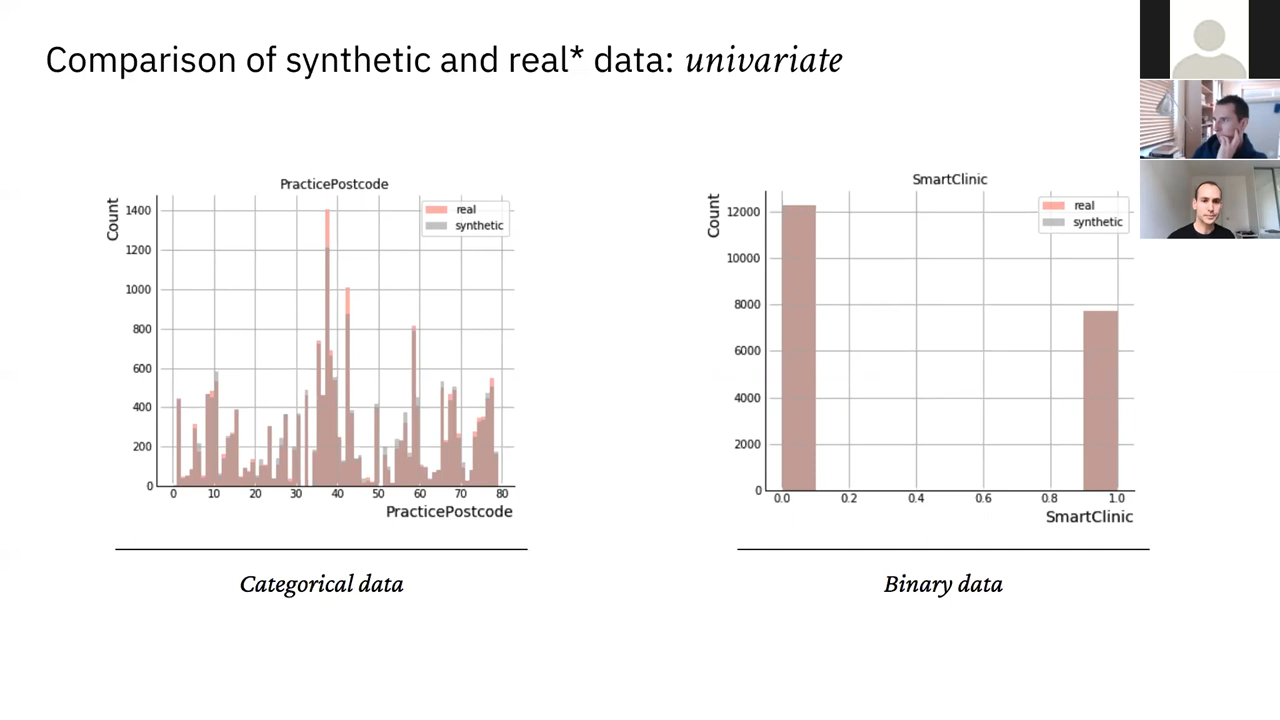 Comparison of synthetic and real* data: univariate
PracticePostcode
Count
real
synthetic
1400
1200
1000
800
600
400
200
0
0 10 20 30 40 50 60 70 80
PracticePostcode
Categorical data
SmartClinic
Count
real
synthetic
12000
10000
8000
6000
4000
2000
0
0.0 0.2 0.4 0.6 0.8 1.0
SmartClinic
Binary data